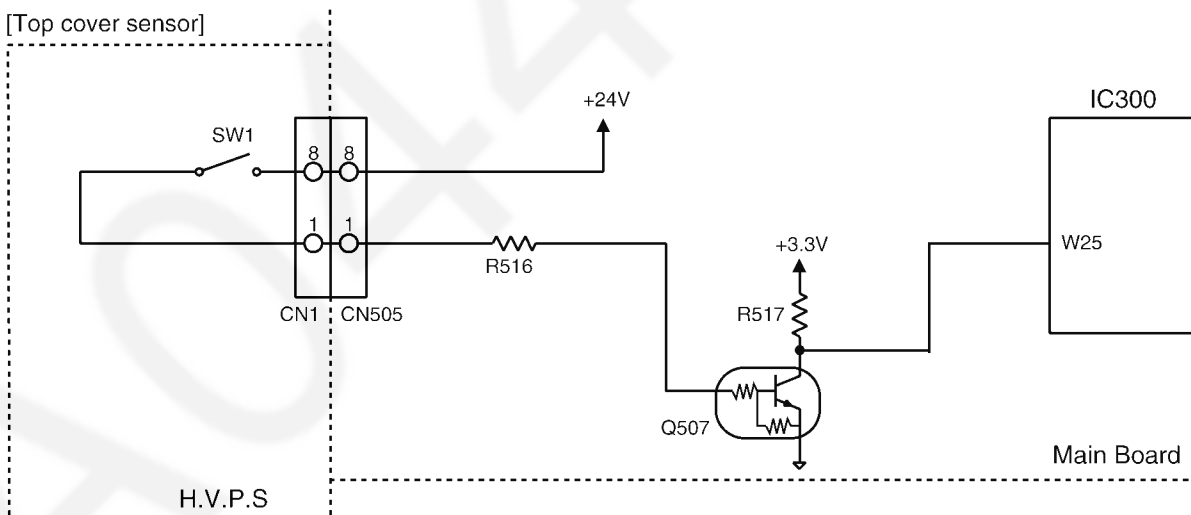 [Top cover sensor]
+24V
IC300
SW1
8 8
1 1
W25
+3.3V
R516
CN1 CN505
R517
Q507
Main Board
H.V.P.S